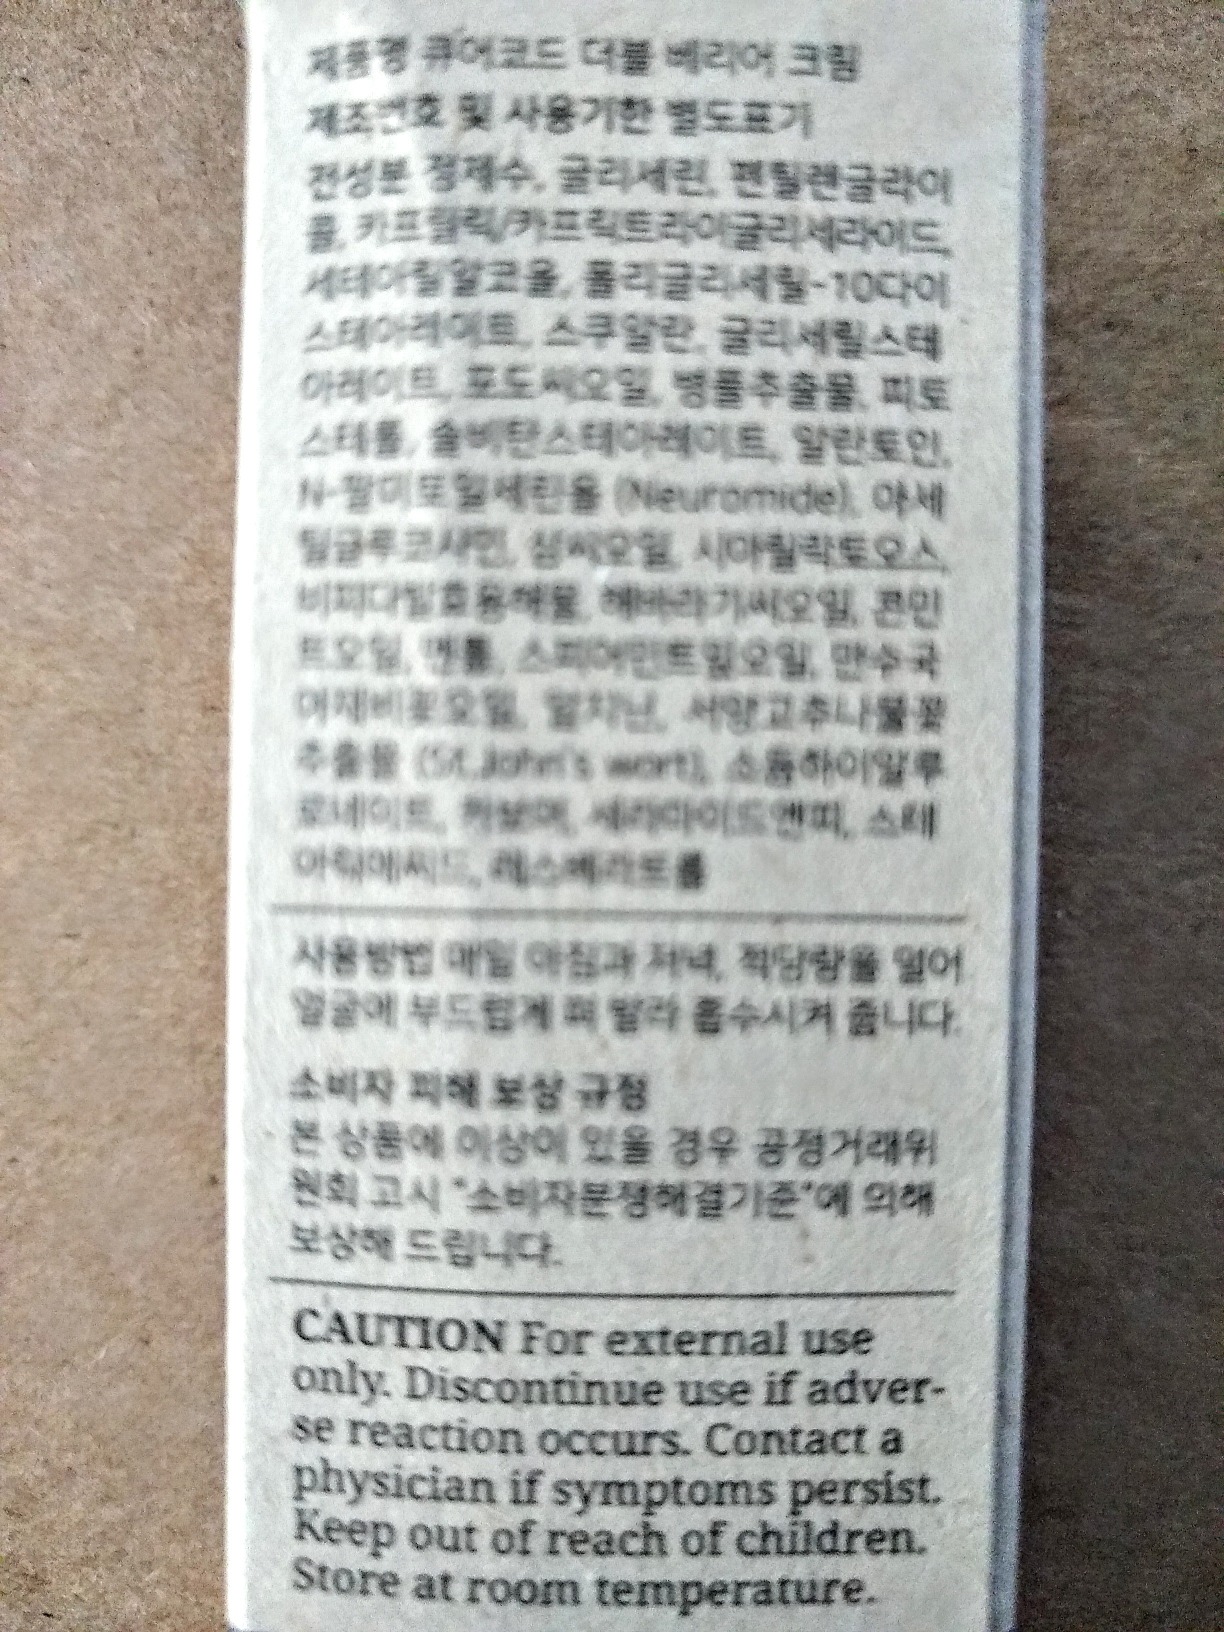 제품명 큐어코드 더블 베리어 크림
제조번호 및 사용기한 별도표기
전성분 정제수, 글리세린, 펜틸렌글라이
콜, 카프릴릭/카프릭트라이글리세라이드,
세테아릴알코올, 폴리글리세릴-10다이
스테아레이트, 스쿠알란, 글리세릴스테
아레이트, 포도씨오일, 병풀추출물, 피토
스테롤, 솔비탄스테아레이트, 알란토인,
N-팔미토일세린올 (Neuromide), 아세
틸글루코사민, 삼씨오일, 시아릴락토오스,
비피다발효용해물, 해바라기씨오일, 콘민
트오일, 멘톨, 스피어민트잎오일, 만수국
아재비꽃오일, 알지닌, 서양고추나물꽃
추출물 (St.John's wort), 소듐하이알루
로네이트, 세라마이드엔피, 스테
아릭애씨드, 레스베라트롤
사용방법 매일 아침과 저녁, 적당량을 덜어
얼굴에 부드럽게 펴 발라 흡수시켜 줍니다.
소비자 피해 보상 규정
본 상품에 이상이 있을 경우 공정거래위
원회 고시 "소비자분쟁해결기준"에 의해
보상해 드립니다.
CAUTION For external use
only. Discontinue use if adver-
se reaction occurs. Contact a
physician if symptoms persist.
Keep out of reach of children.
Store at room temperature.